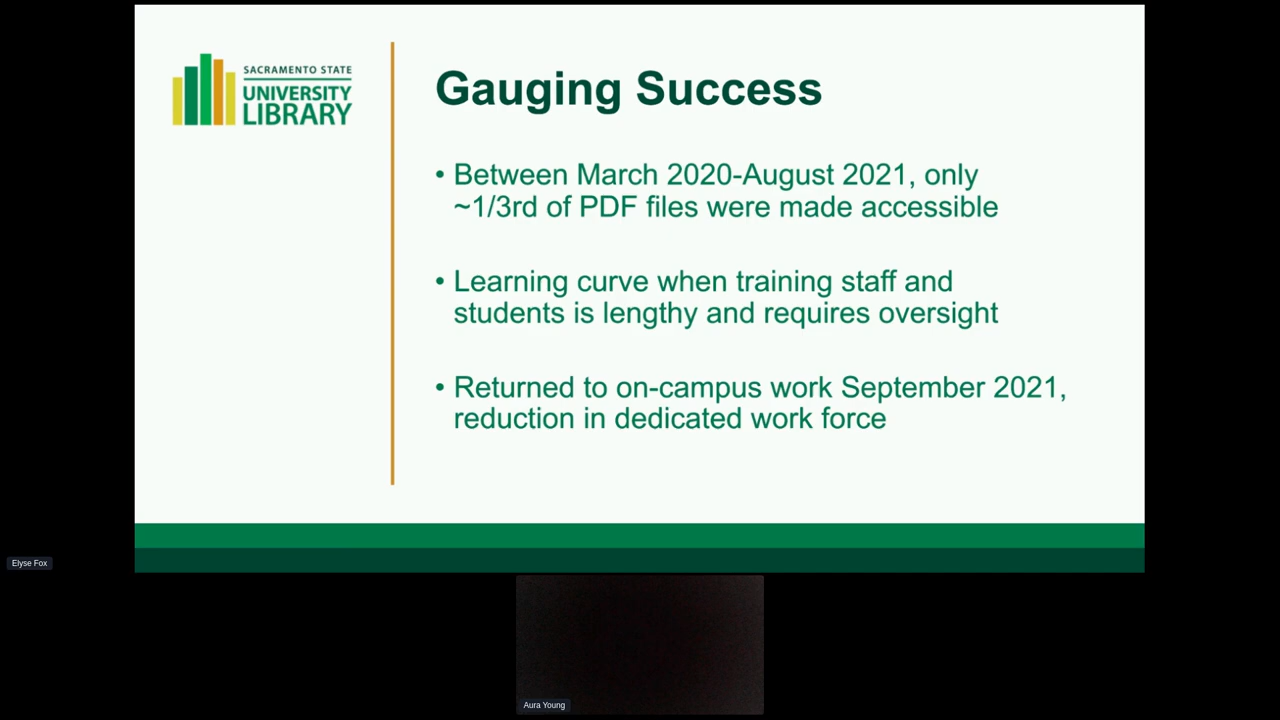 SACRAMENTO STATE
UNIVERSITY
LIBRARY
Gauging Success
• Between March 2020-August 2021, only
~1/3rd of PDF files were made accessible
• Learning curve when training staff and
students is lengthy and requires oversight
• Returned to on-campus work September 2021,
reduction in dedicated work force
Elyse Fox
Aura Young